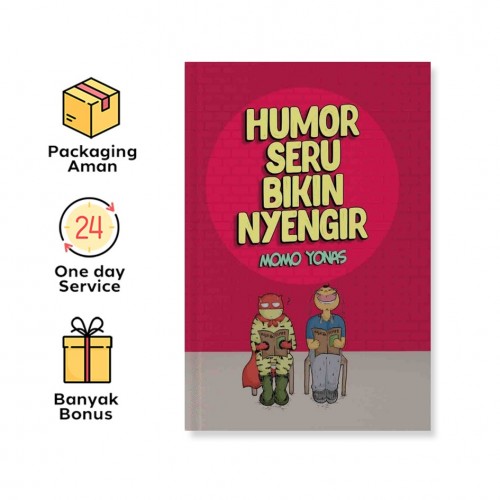 Packaging
Aman
24
One day
Service
Banyak
Bonus
HUMOR
SERU
BIKIN
NYENGIR
MOMO YONAS